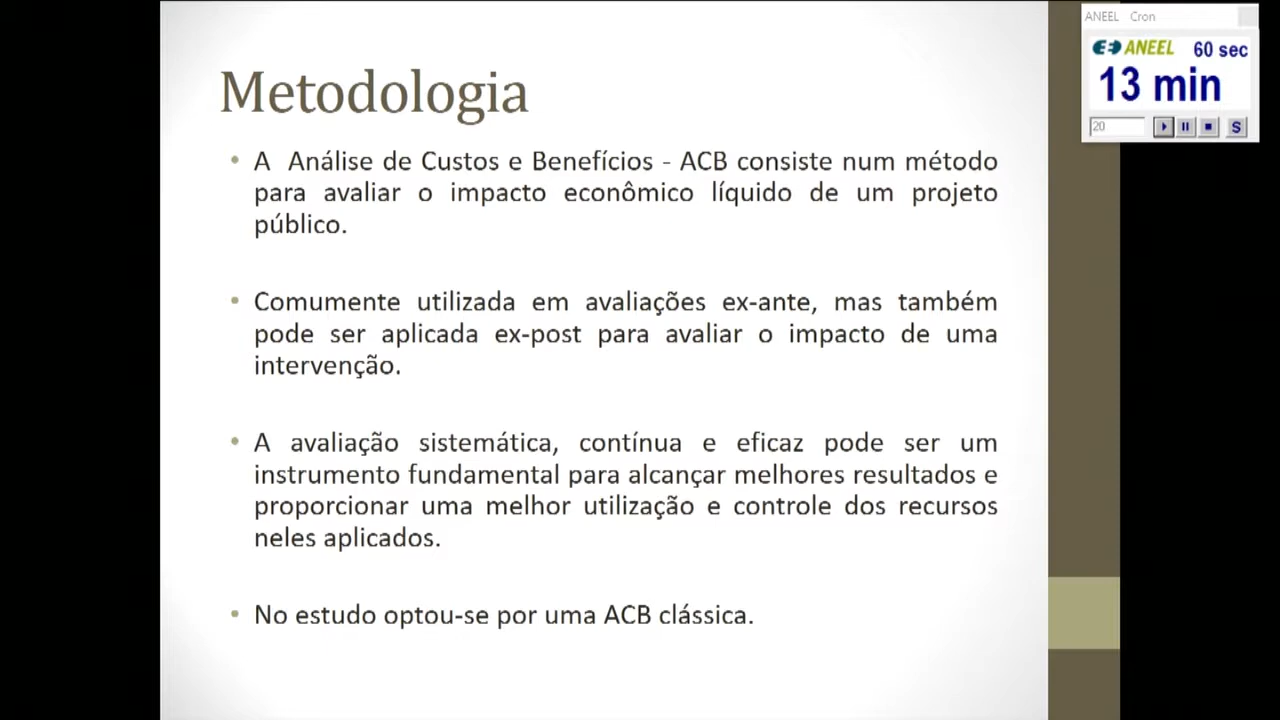 Metodologia
• A Análise de Custos e Benefícios - ACB consiste num método
para avaliar o impacto econômico líquido de um projeto
público.
• Comumente utilizada em avaliações ex-ante, mas também
pode ser aplicada ex-post para avaliar o impacto de uma
intervenção.
• A avaliação sistemática, contínua e eficaz pode ser um
instrumento fundamental para alcançar melhores resultados e
proporcionar uma melhor utilização e controle dos recursos
neles aplicados.
• No estudo optou-se por uma ACB clássica.
ANEEL Cron
ANEEL 60 sec
13 min
20 S